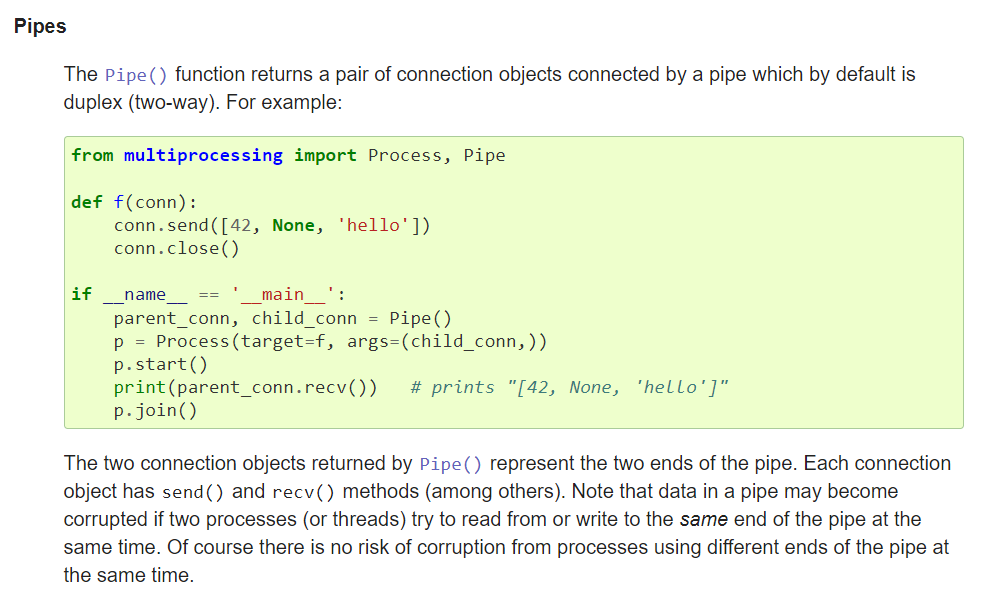 Pipes
The Pipe() function returns a pair of connection objects connected by a pipe which by default is
duplex (two-way). For example:
from multiprocessing import Process, Pipe
def f(conn):
    conn.send([42, None, 'hello'])
    conn.close()
if __name__ == '__main__':
    parent_conn, child_conn = Pipe()
    p = Process(target=f, args=(child_conn,))
    p.start()
    print(parent_conn.recv())   # prints "[42, None, 'hello']"
    p.join()
The two connection objects returned by Pipe() represent the two ends of the pipe. Each connection
object has send() and recv() methods (among others). Note that data in a pipe may become
corrupted if two processes (or threads) try to read from or write to the same end of the pipe at the
same time. Of course there is no risk of corruption from processes using different ends of the pipe at
the same time.